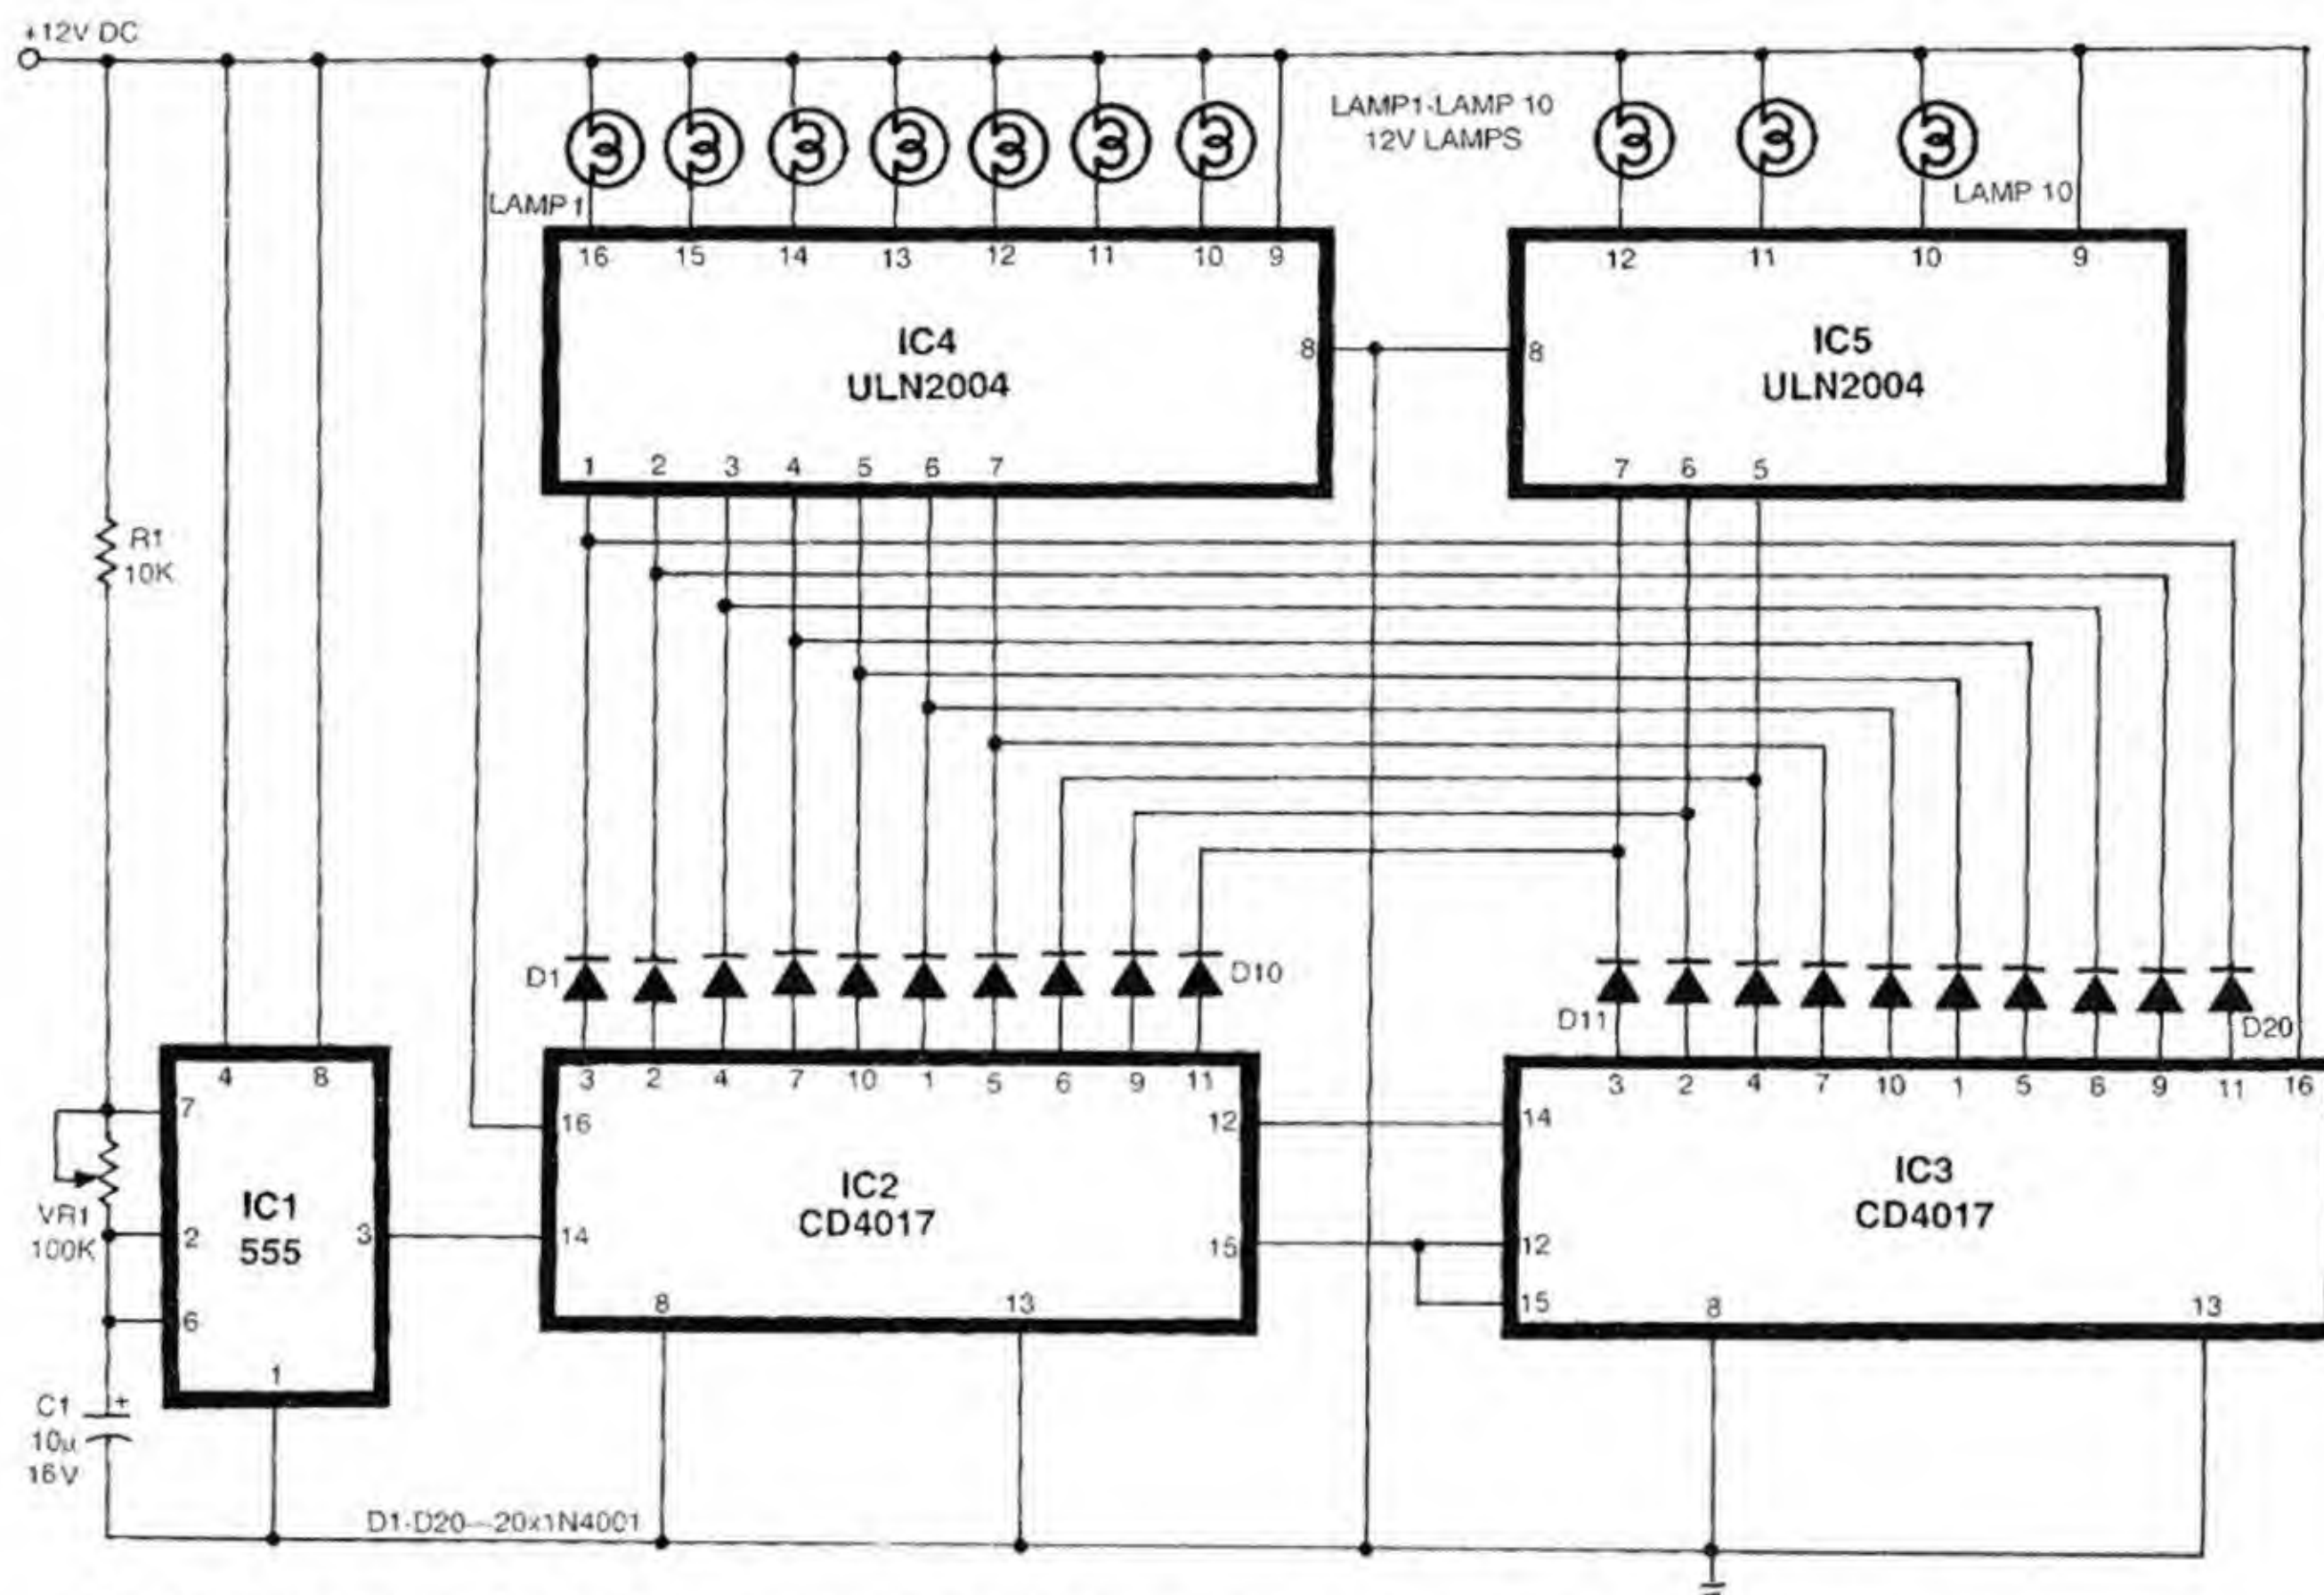 +12V DC
LAMP1-LAMP 10
12V LAMPS
LAMP 1
LAMP 10
16 15 14 13 12 11 10 9
12 11 10 9
IC4
ULN2004
8
8
IC5
ULN2004
1 2 3 4 5 6 7
7 6 5
R1
10K
D1
D10
D11
D20
4 8
3 2 4 7 10 1 5 6 9 11
3 2 4 7 10 1 5 6 9 11 16
7
16
12
14
VR1
100K
2
IC1
555
3
14
IC2
CD4017
15
12
IC3
CD4017
6
8
13
15
8
13
1
C1
+
10µ
16V
D1-D20—20x1N4001